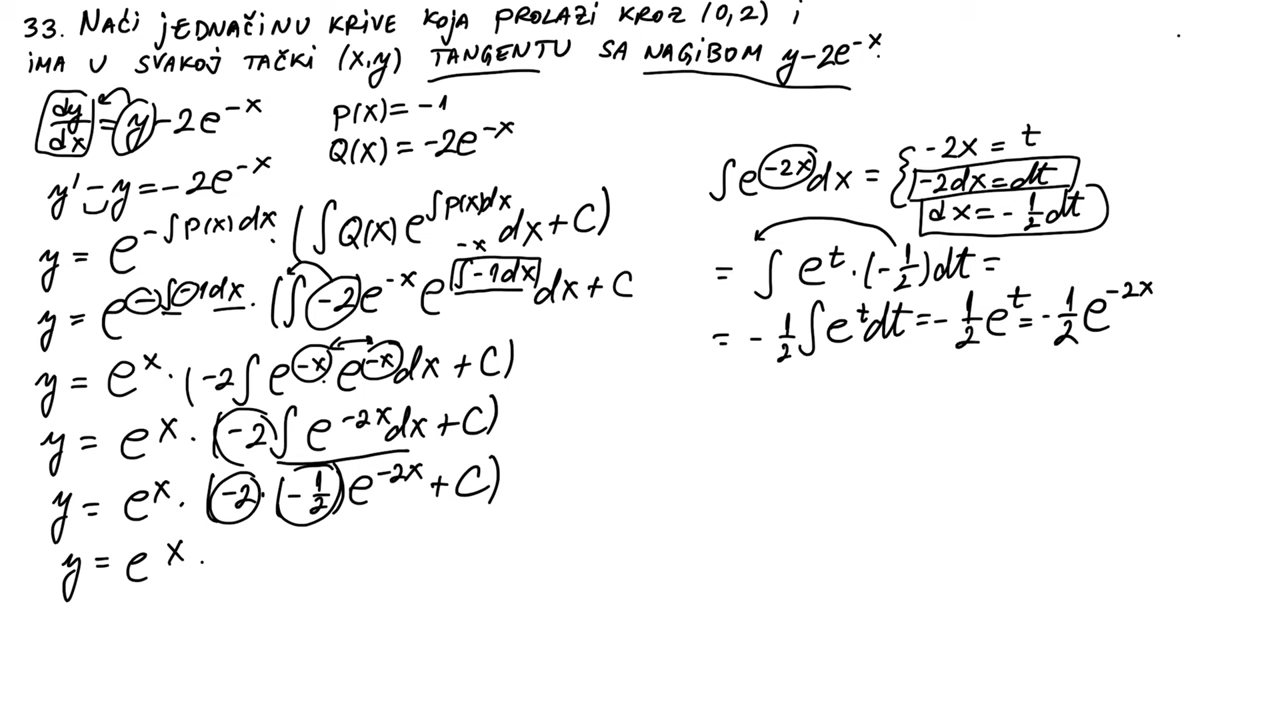 33. NAĆI JEDNAČINU KRIVE KOJA PROLAZI KROZ (0,2) i
IMA U SVAKOJ TAČKI (X,y) TANGENTU SA NAGIBOM y-2e^{-x}.
dy/dx = y - 2e^{-x}
y' - y = -2e^{-x}
P(X) = -1
Q(X) = -2e^{-x}
y = e^{-∫P(X)dx} · (∫Q(X) e^{∫P(X)dx} dx + C)
y = e^{-∫-1dx} · (∫-2e^{-x} e^{∫-1dx} dx + C
-x
y = e^x · (-2∫e^{-x} · e^{-x} dx + C)
y = e^x · (-2∫e^{-2x} dx + C)
y = e^x · (-2 · (-1/2) e^{-2x} + C)
y = e^x ·
∫e^{-2x} dx = { -2x = t
-2dx = dt
dx = -1/2 dt }
= ∫ e^t · (-1/2) dt =
= -1/2 ∫e^t dt = -1/2 e^t = -1/2 e^{-2x}